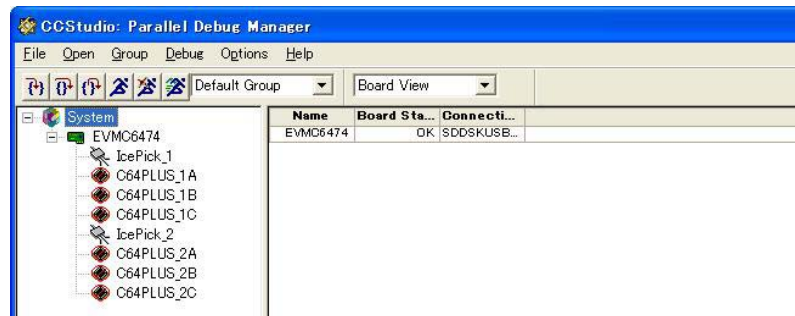 CCStudio: Parallel Debug Manager
File Open Group Debug Options Help
Default Group Board View
System
EVMC6474
IcePick_1
C64PLUS_1A
C64PLUS_1B
C64PLUS_1C
IcePick_2
C64PLUS_2A
C64PLUS_2B
C64PLUS_2C
Name Board Sta... Connecti...
EVMC6474 OK SDDSKUSB...